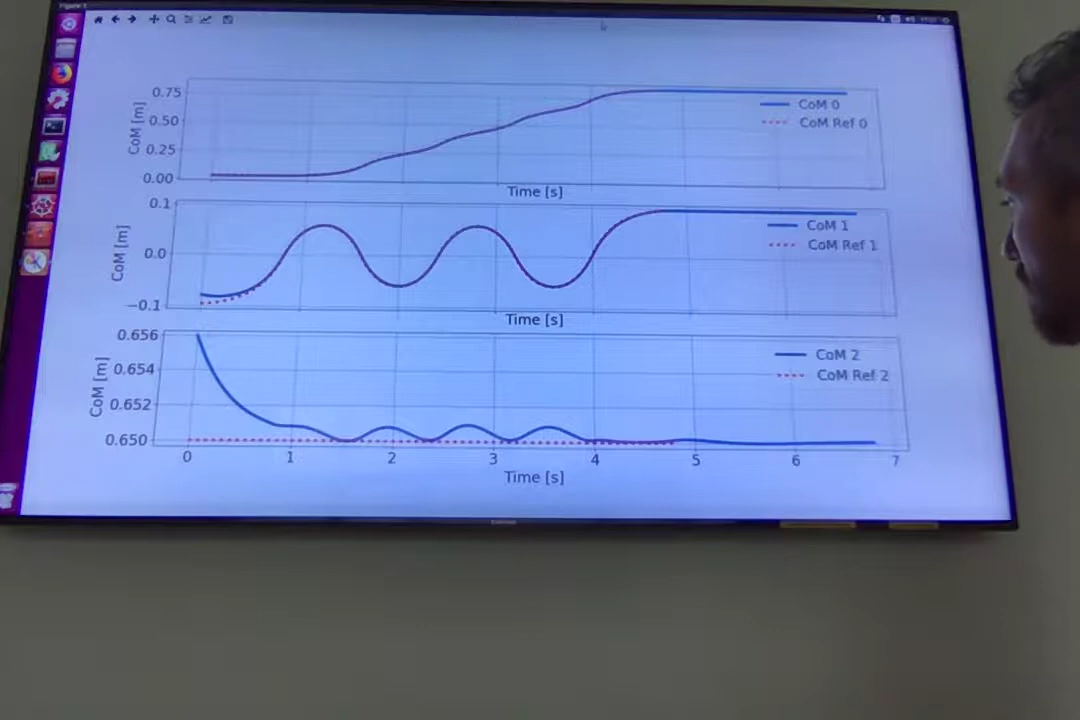 Figure 1
0.75
0.50
0.25
0.00
CoM [m]
CoM 0
CoM Ref 0
Time [s]
0.1
0.0
−0.1
CoM [m]
CoM 1
CoM Ref 1
Time [s]
0.656
0.654
0.652
0.650
CoM [m]
CoM 2
CoM Ref 2
0 1 2 3 4 5 6 7
Time [s]